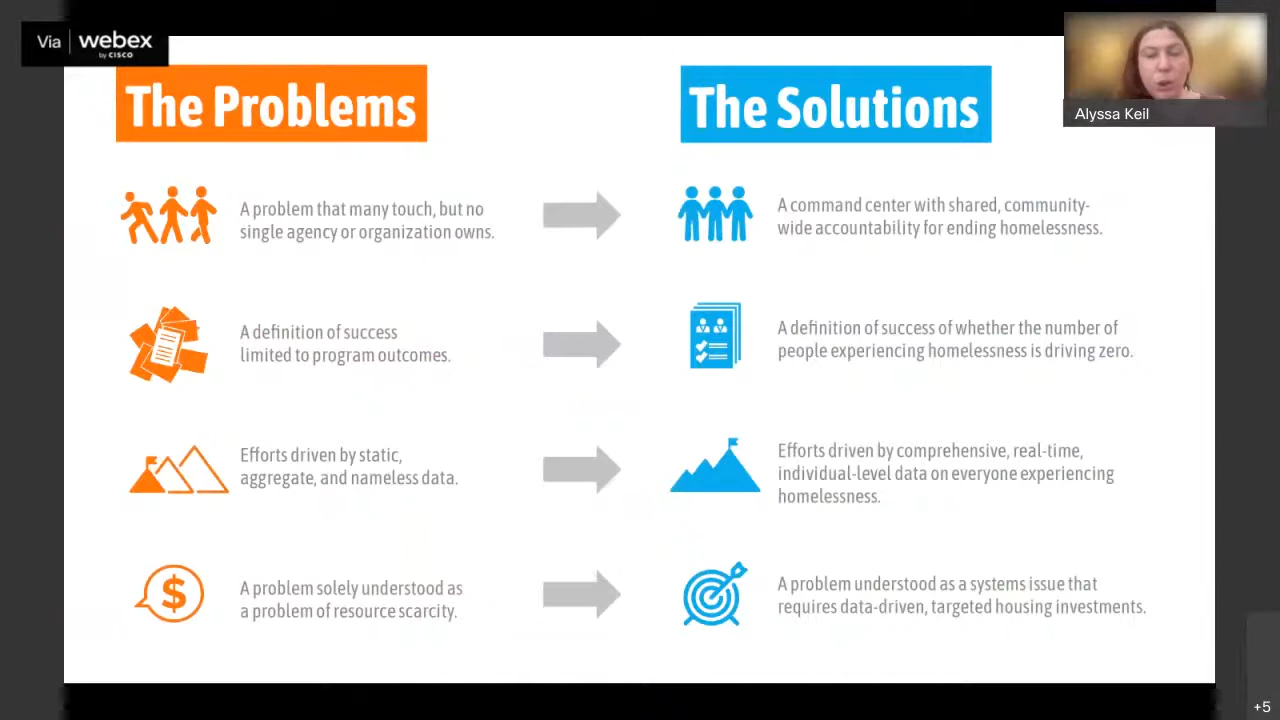 Via webex
by CISCO
The Problems
The Solutions
Alyssa Keil
A problem that many touch, but no
single agency or organization owns.
A command center with shared, community-
wide accountability for ending homelessness.
A definition of success
limited to program outcomes.
A definition of success of whether the number of
people experiencing homelessness is driving zero.
Efforts driven by static,
aggregate, and nameless data.
Efforts driven by comprehensive, real-time,
individual-level data on everyone experiencing
homelessness.
$
A problem solely understood as
a problem of resource scarcity.
A problem understood as a systems issue that
requires data-driven, targeted housing investments.
+5